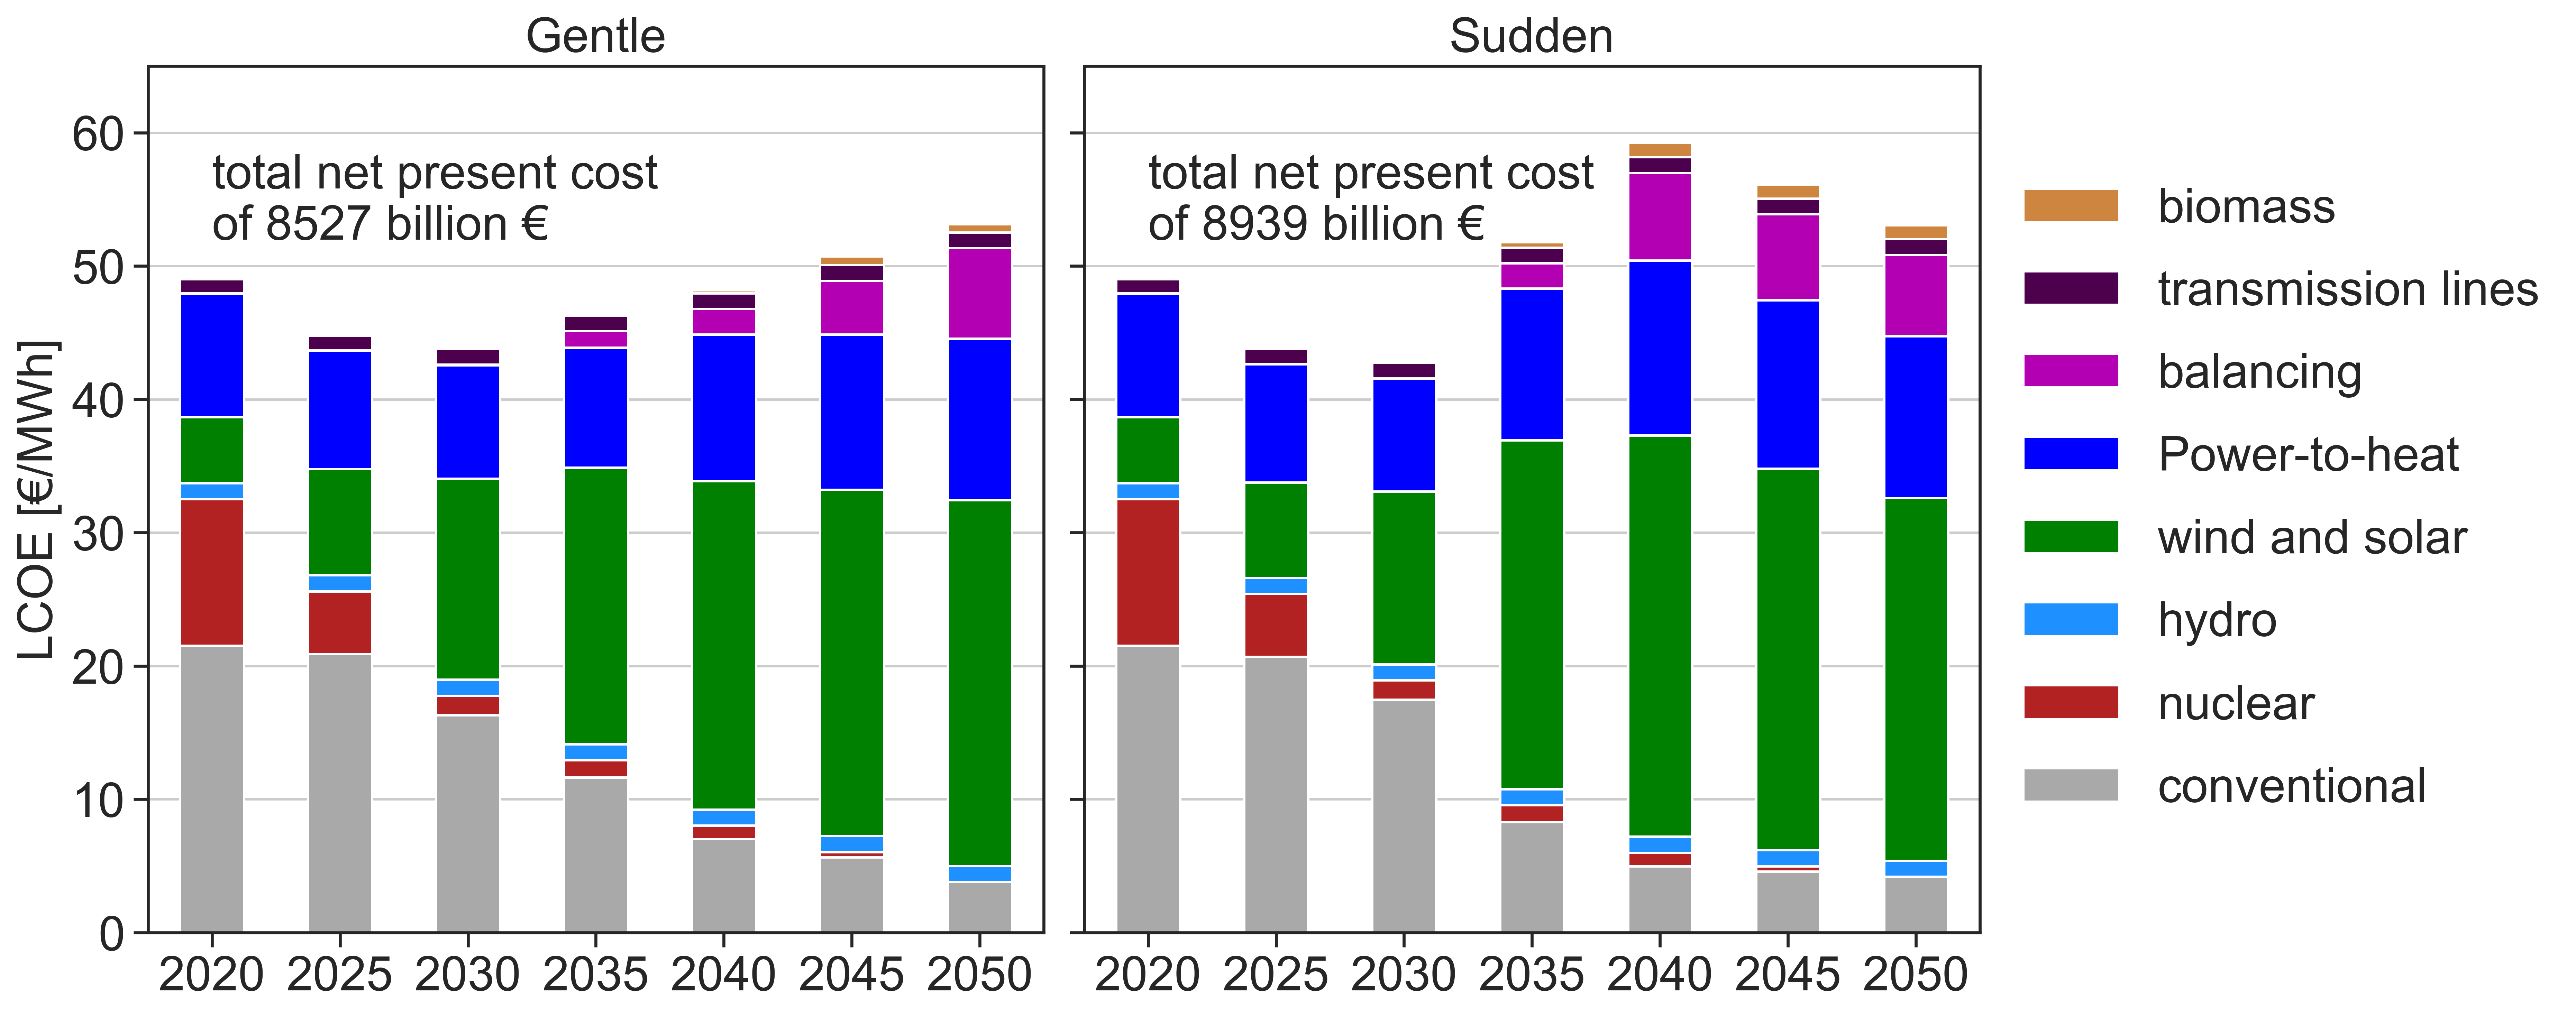 Gentle
Sudden
LCOE [€/MWh]
60
50
40
30
20
10
0
total net present cost
of 8527 billion €
total net present cost
of 8939 billion €
2020 2025 2030 2035 2040 2045 2050
2020 2025 2030 2035 2040 2045 2050
biomass
transmission lines
balancing
Power-to-heat
wind and solar
hydro
nuclear
conventional